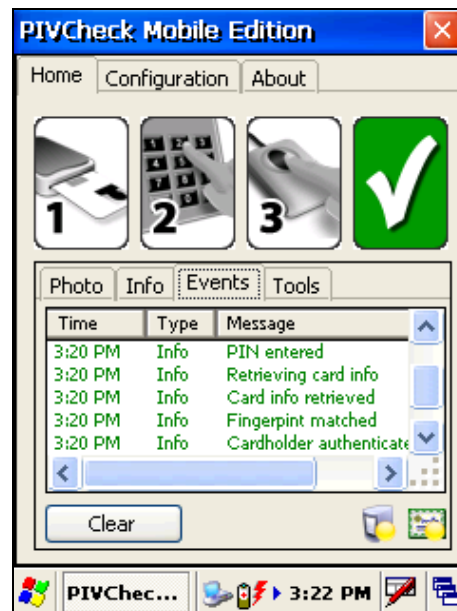 PIVCheck Mobile Edition
Home Configuration About
1 2 3
Photo Info Events Tools
Time Type Message
3:20 PM Info PIN entered
3:20 PM Info Retrieving card info
3:20 PM Info Card info retrieved
3:20 PM Info Fingerpint matched
3:20 PM Info Cardholder authenticate
Clear
PIVChec... 3:22 PM